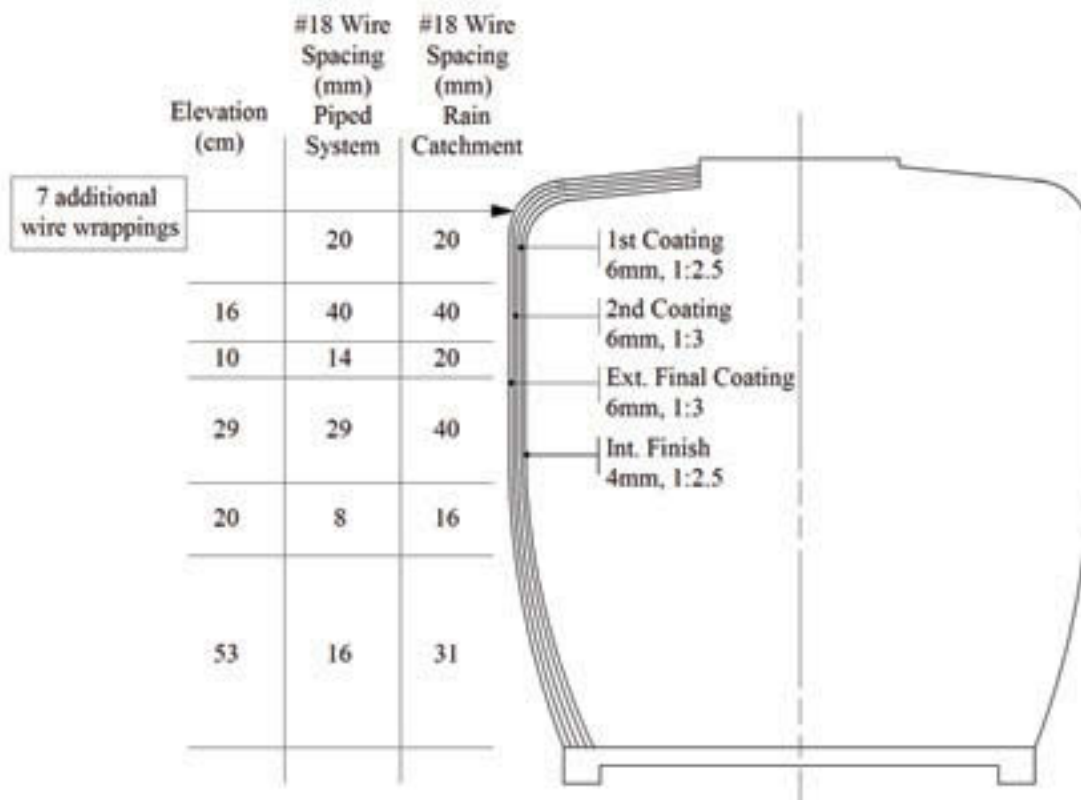 #18 Wire
Spacing
(mm)
Piped
System
#18 Wire
Spacing
(mm)
Rain
Catchment
Elevation
(cm)
7 additional
wire wrappings
20 20
16 40 40
10 14 20
29 29 40
20 8 16
53 16 31
1st Coating
6mm, 1:2.5
2nd Coating
6mm, 1:3
Ext. Final Coating
6mm, 1:3
Int. Finish
4mm, 1:2.5